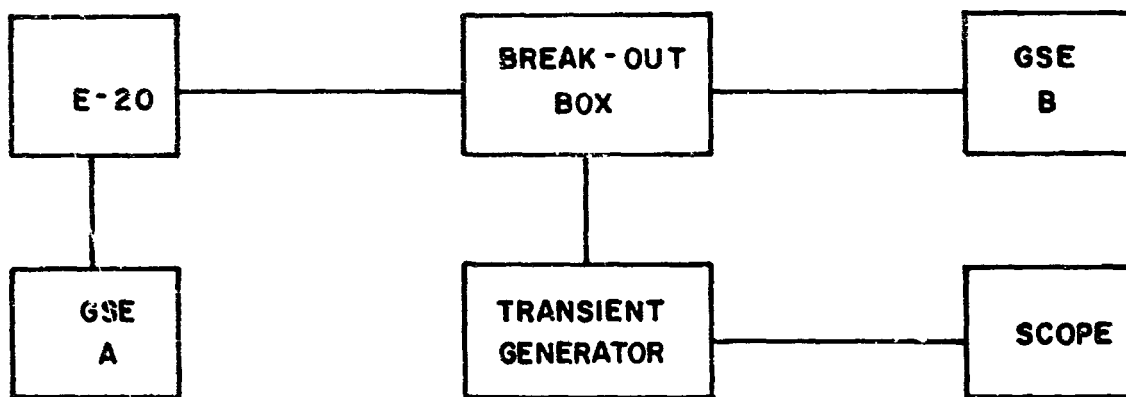 E-20
BREAK-OUT
BOX
GSE
B
GSE
A
TRANSIENT
GENERATOR
SCOPE